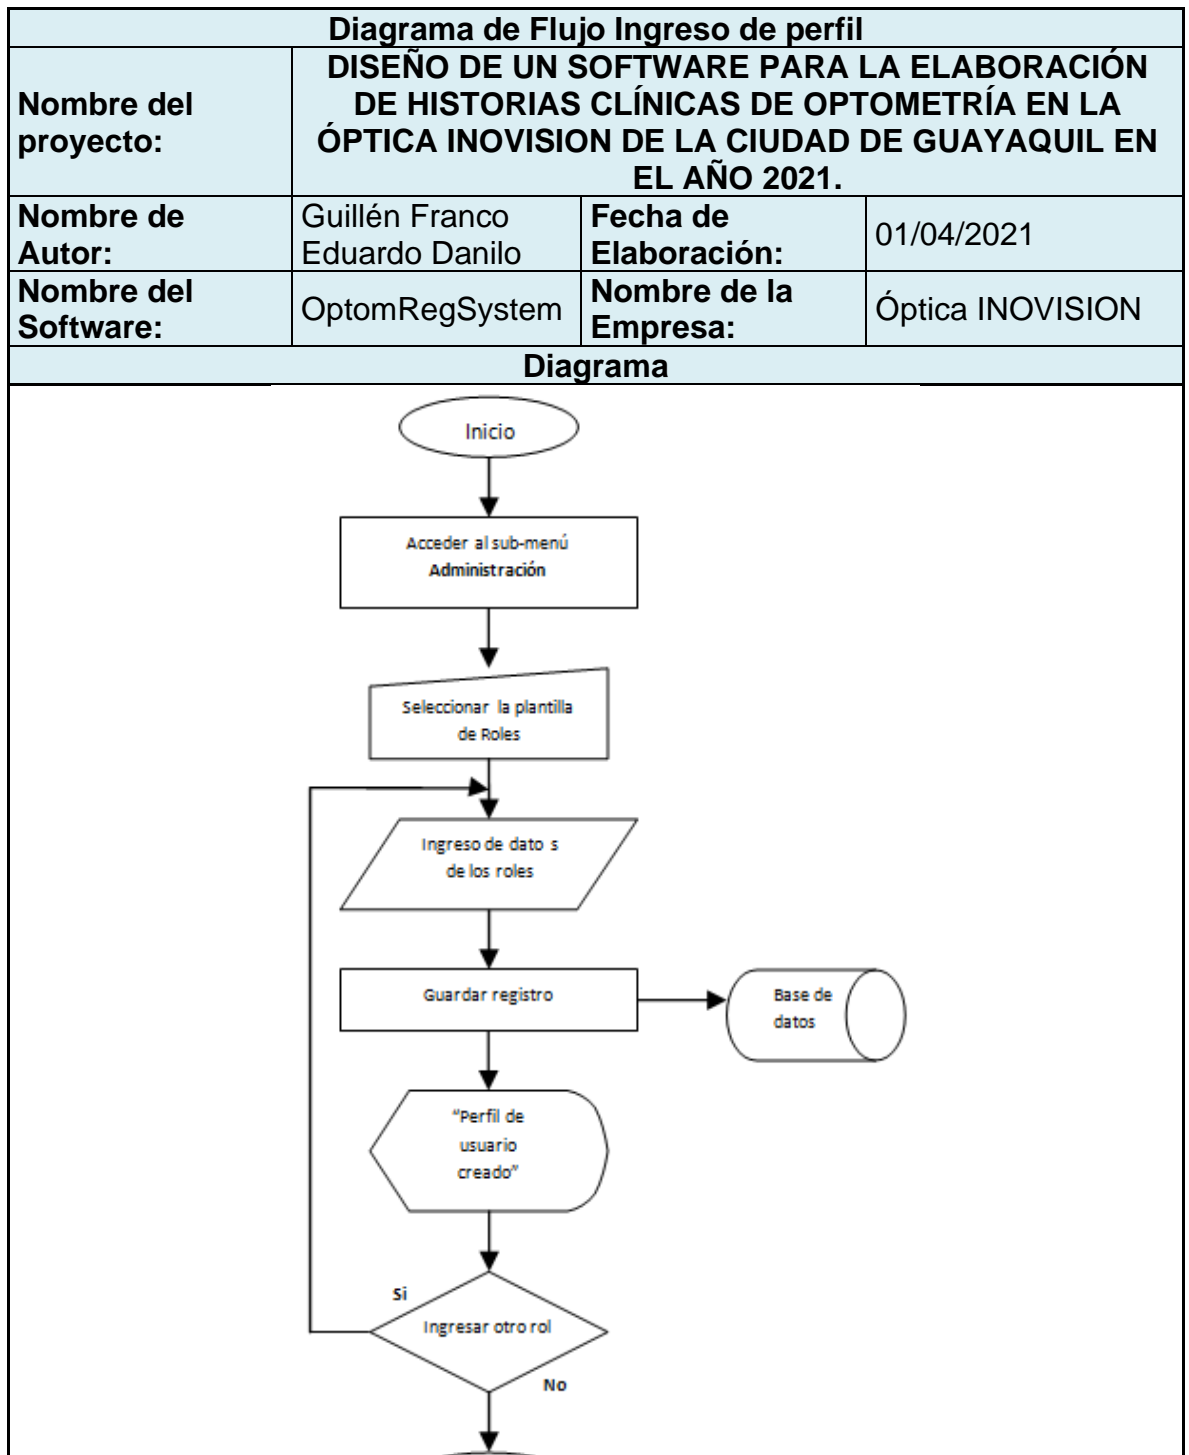 Diagrama de Flujo Ingreso de perfil
Nombre del
proyecto:
DISEÑO DE UN SOFTWARE PARA LA ELABORACIÓN
DE HISTORIAS CLÍNICAS DE OPTOMETRÍA EN LA
ÓPTICA INOVISION DE LA CIUDAD DE GUAYAQUIL EN
EL AÑO 2021.
Nombre de
Autor:
Guillén Franco
Eduardo Danilo
Fecha de
Elaboración:
01/04/2021
Nombre del
Software:
OptomRegSystem
Nombre de la
Empresa:
Óptica INOVISION
Diagrama
Inicio
Acceder al sub-menú
Administración
Seleccionar la plantilla
de Roles
Ingreso de dato s
de los roles
Guardar registro
Base de
datos
“Perfil de
usuario
creado”
Si
Ingresar otro rol
No